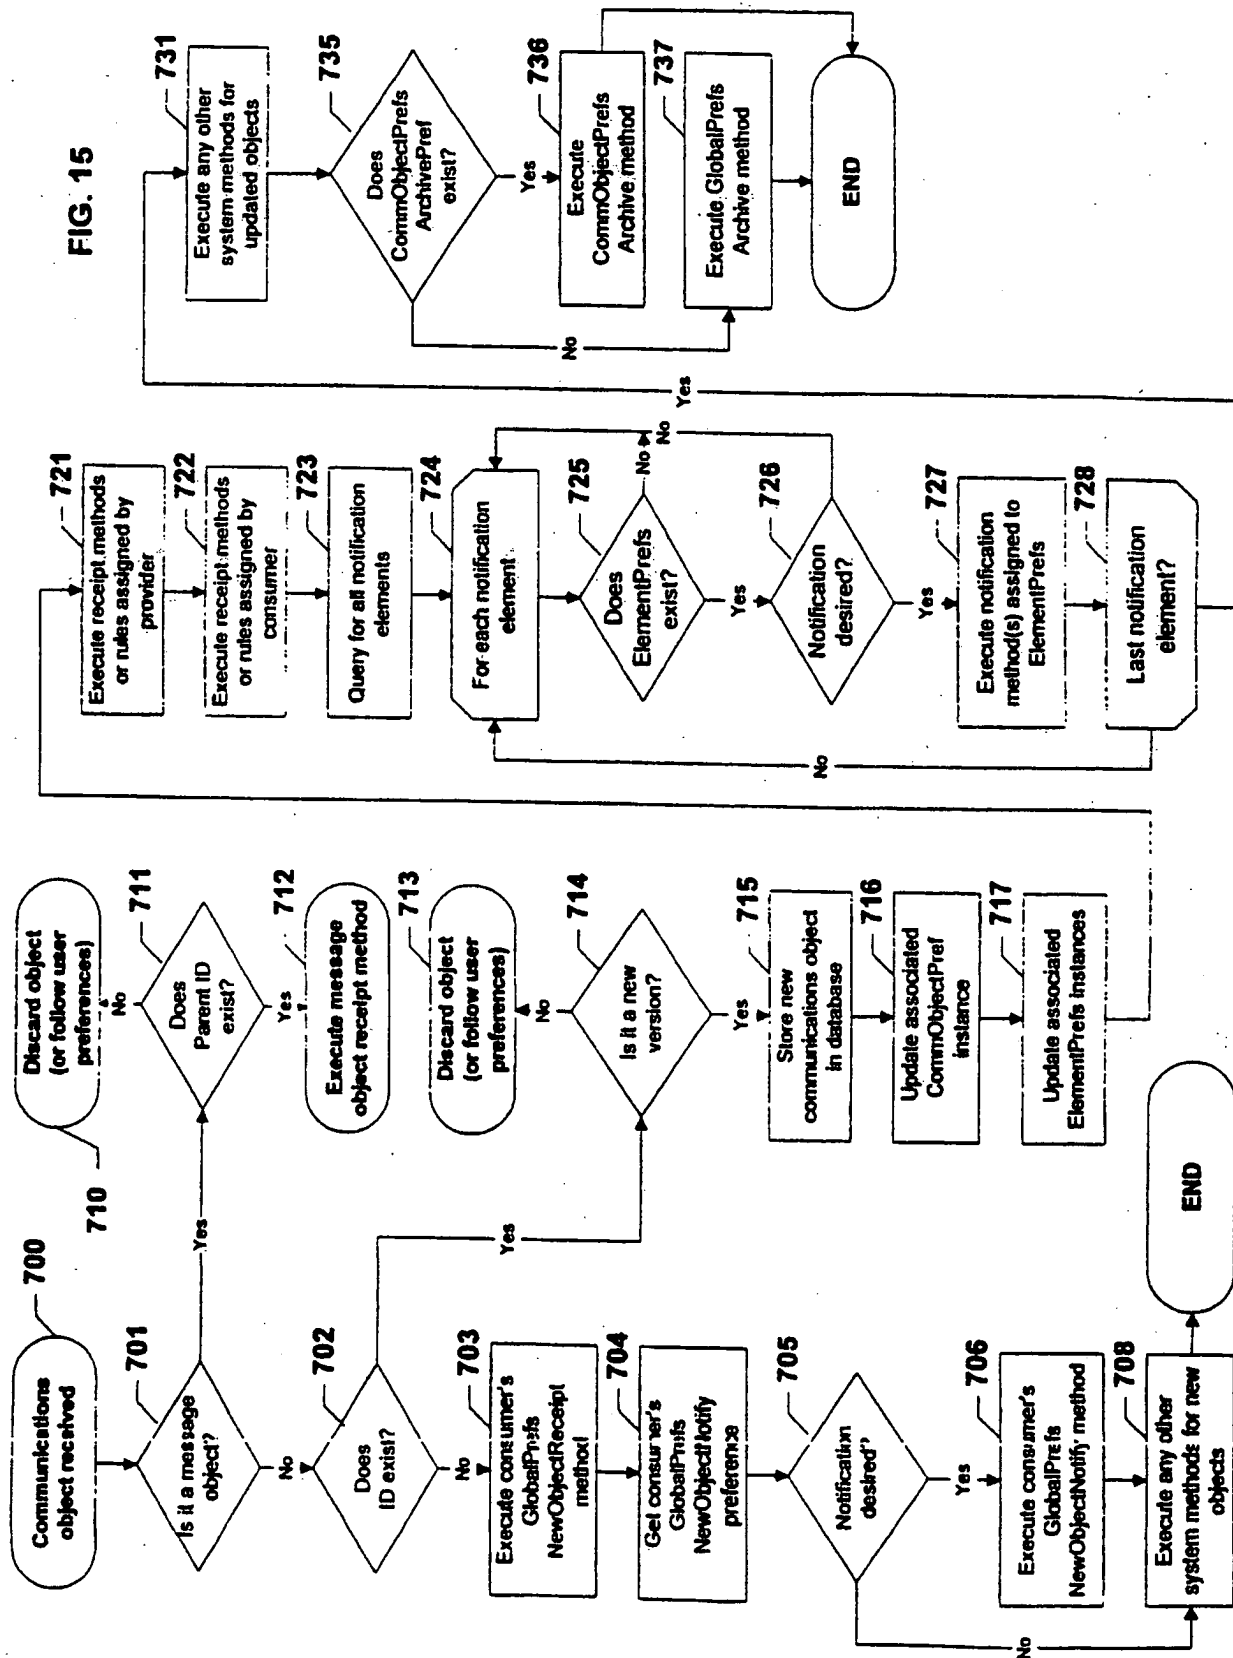 FIG. 15
700
Communications
object received
701
Is it a message
object?
Yes
No
702
Does
ID exist?
Yes
No
703
Execute consumer's
GlobalPrefs
NewObjectReceipt
method
704
Get consumer's
GlobalPrefs
NewObjectNotify
preference
705
Notification
desired?
Yes
No
706
Execute consumer's
GlobalPrefs
NewObjectNotify method
708
Execute any other
system methods for new
objects
END
710
Discard object
(or follow user
preferences)
No
711
Does
Parent ID
exist?
Yes
712
Execute message
object receipt method
713
Discard object
(or follow user
preferences)
No
714
Is it a new
version?
Yes
715
Store new
communications object
in database
716
Update associated
CommObjectPref
instance
717
Update associated
ElementPrefs instances
721
Execute receipt methods
or rules assigned by
provider
722
Execute receipt methods
or rules assigned by
consumer
723
Query for all notification
elements
724
For each notification
element
725
Does
ElementPrefs
exist?
No
Yes
726
Notification
desired?
No
Yes
727
Execute notification
method(s) assigned to
ElementPrefs
728
Last notification
element?
No
Yes
731
Execute any other
system methods for
updated objects
735
Does
CommObjectPrefs
ArchivePref
exist?
Yes
No
736
Execute
CommObjectPrefs
Archive method
737
Execute GlobalPrefs
Archive method
END